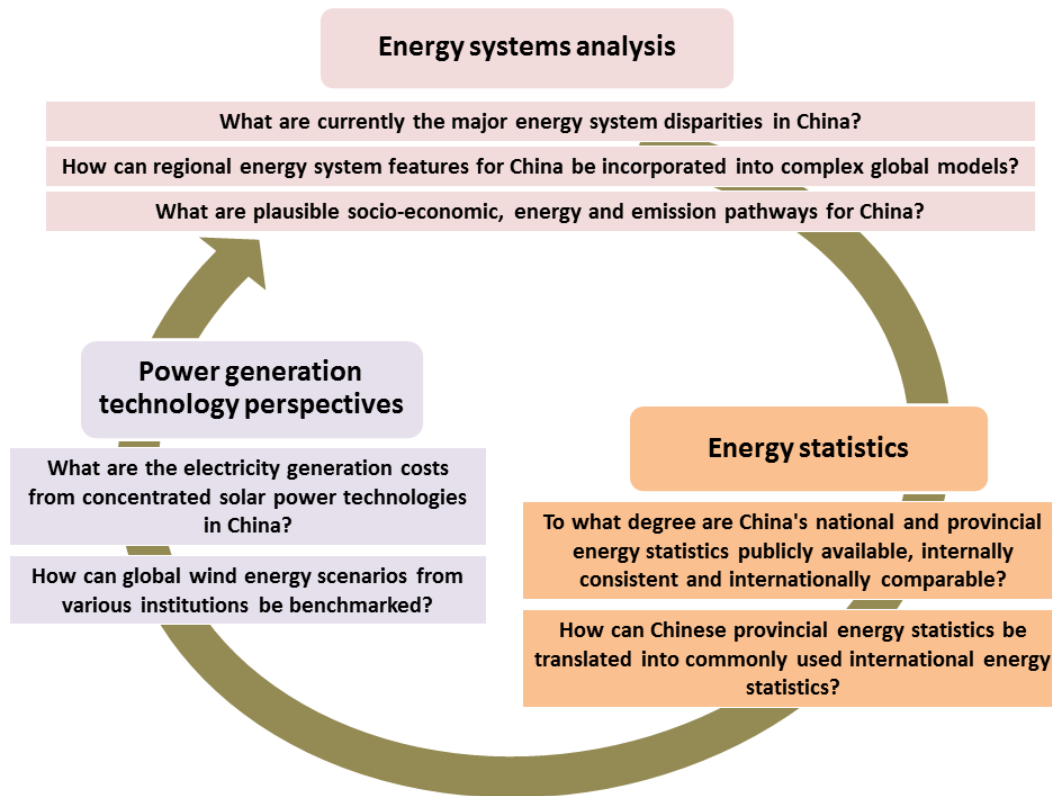 Energy systems analysis
What are currently the major energy system disparities in China?
How can regional energy system features for China be incorporated into complex global models?
What are plausible socio-economic, energy and emission pathways for China?
Power generation
technology perspectives
What are the electricity generation costs
from concentrated solar power technologies
in China?
How can global wind energy scenarios from
various institutions be benchmarked?
Energy statistics
To what degree are China's national and provincial
energy statistics publicly available, internally
consistent and internationally comparable?
How can Chinese provincial energy statistics be
translated into commonly used international energy
statistics?